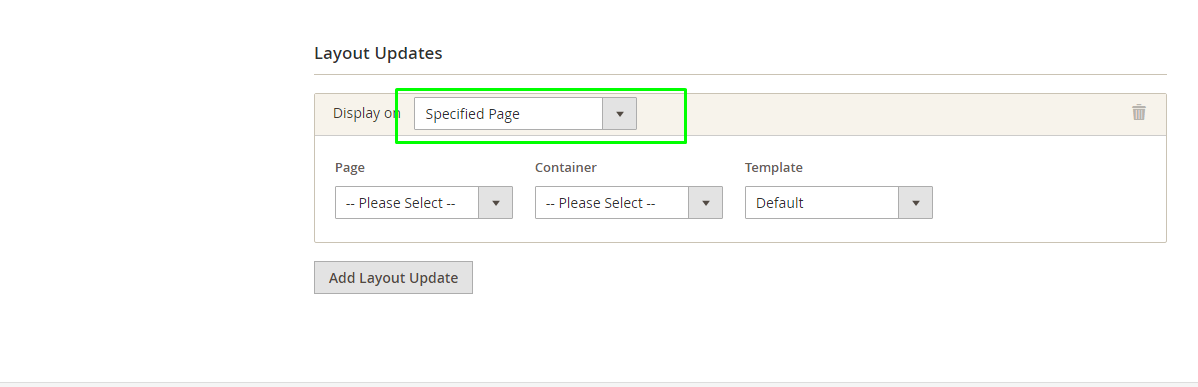 Layout Updates
Display on Specified Page
Page Container Template
-- Please Select -- -- Please Select -- Default
Add Layout Update